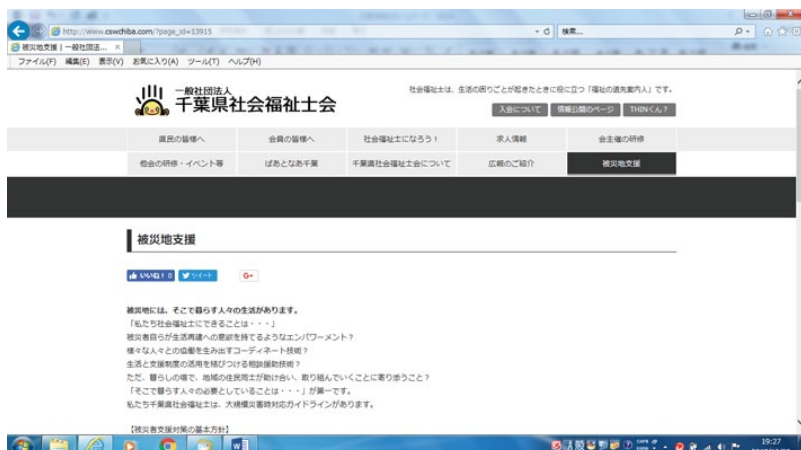 http://www.cswchiba.com/?page_id=13915
検索...
被災地支援 | 一般社団法...
ファイル(F) 編集(E) 表示(V) お気に入り(A) ツール(T) ヘルプ(H)
一般社団法人
千葉県社会福祉士会
社会福祉士は、生活の困りごとが起きたときに役に立つ「福祉の道先案内人」です。
入会について 情報公開のページ THINくん？
県民の皆様へ 会員の皆様へ 社会福祉士になろう！ 求人情報 会主催の研修
他会の研修・イベント等 ぱあとなあ千葉 千葉県社会福祉士会について 広報のご紹介 被災地支援
被災地支援
いいね！ 0 ツイート G+
被災地には、そこで暮らす人々の生活があります。
「私たち社会福祉士にできることは・・・」
被災者自らが生活再建への意欲を持てるようなエンパワーメント？
様々な人々との協働を生み出すコーディネート技術？
生活と支援制度の活用を結びつける相談援助技術？
ただ、暮らしの場で、地域の住民同士が助け合い、取り組んでいくことに寄り添うこと？
「そこで暮らす人々の必要としていることは・・・」が第一です。
私たち千葉県社会福祉士は、大規模災害時対応ガイドラインがあります。
【被災者支援対策の基本方針】
19:27